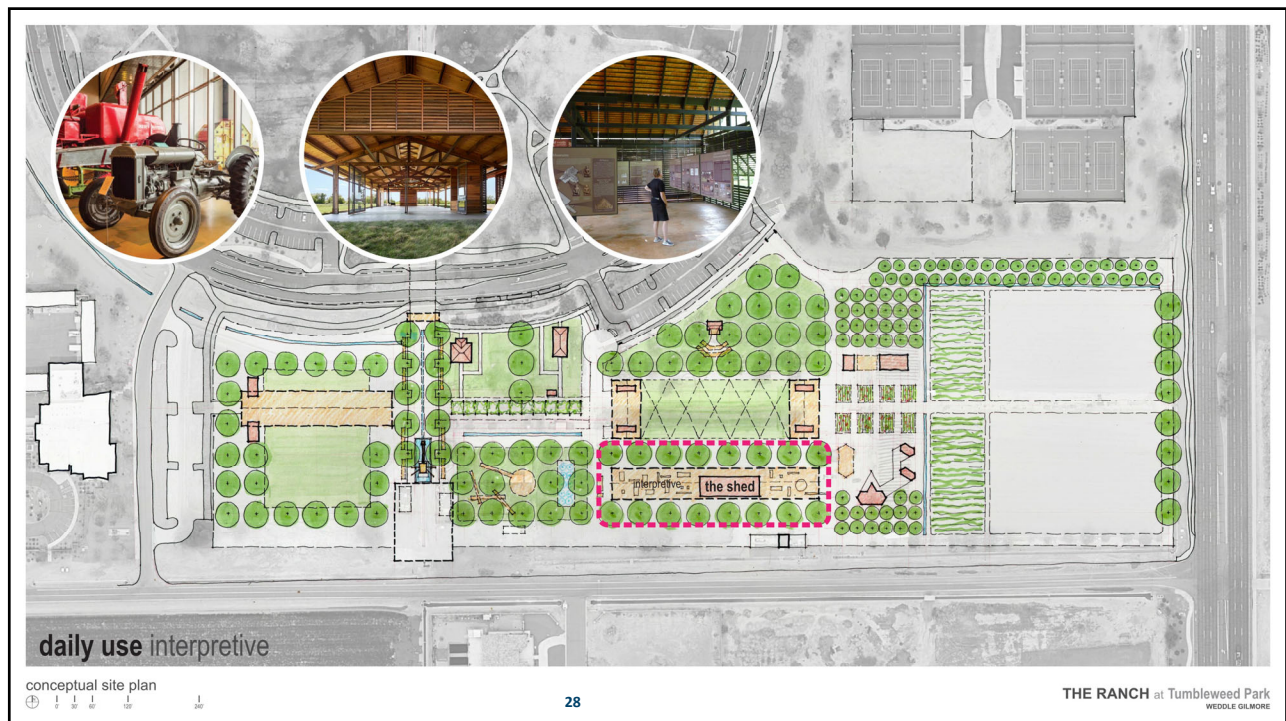 interpretive
the shed
daily use interpretive
conceptual site plan
0' 30' 60' 120' 240'
28
THE RANCH at Tumbleweed Park
WEDDLE GILMORE